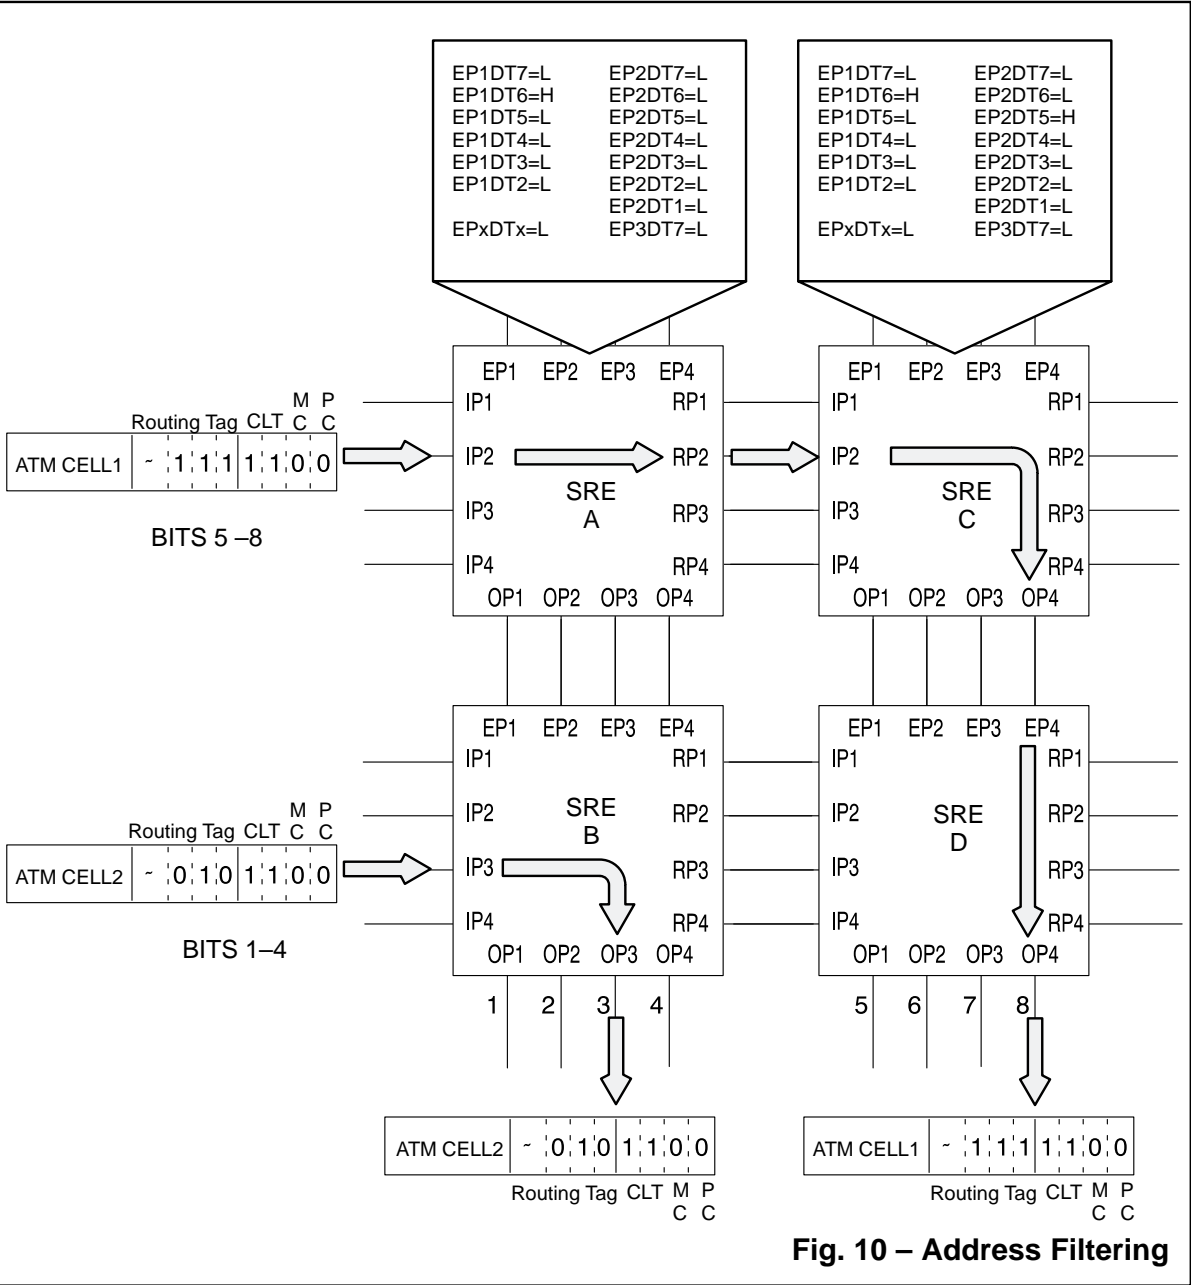 EP1DT7=L EP2DT7=L
EP1DT6=H EP2DT6=L
EP1DT5=L EP2DT5=L
EP1DT4=L EP2DT4=L
EP1DT3=L EP2DT3=L
EP1DT2=L EP2DT2=L
EP2DT1=L
EPxDTx=L EP3DT7=L
EP1DT7=L EP2DT7=L
EP1DT6=H EP2DT6=L
EP1DT5=L EP2DT5=H
EP1DT4=L EP2DT4=L
EP1DT3=L EP2DT3=L
EP1DT2=L EP2DT2=L
EP2DT1=L
EPxDTx=L EP3DT7=L
M P
Routing Tag CLT C C
ATM CELL1 ~ 1 1 1 1 1 0 0
BITS 5 –8
EP1 EP2 EP3 EP4
IP1 RP1
IP2 RP2
SRE
A
IP3 RP3
IP4 RP4
OP1 OP2 OP3 OP4
EP1 EP2 EP3 EP4
IP1 RP1
IP2 RP2
SRE
C
IP3 RP3
IP4 RP4
OP1 OP2 OP3 OP4
M P
Routing Tag CLT C C
ATM CELL2 ~ 0 1 0 1 1 0 0
BITS 1–4
EP1 EP2 EP3 EP4
IP1 RP1
IP2 RP2
SRE
B
IP3 RP3
IP4 RP4
OP1 OP2 OP3 OP4
EP1 EP2 EP3 EP4
IP1 RP1
IP2 RP2
SRE
D
IP3 RP3
IP4 RP4
OP1 OP2 OP3 OP4
1 2 3 4 5 6 7 8
ATM CELL2 ~ 0 1 0 1 1 0 0
Routing Tag CLT M P
C C
ATM CELL1 ~ 1 1 1 1 1 0 0
Routing Tag CLT M P
C C
Fig. 10 – Address Filtering